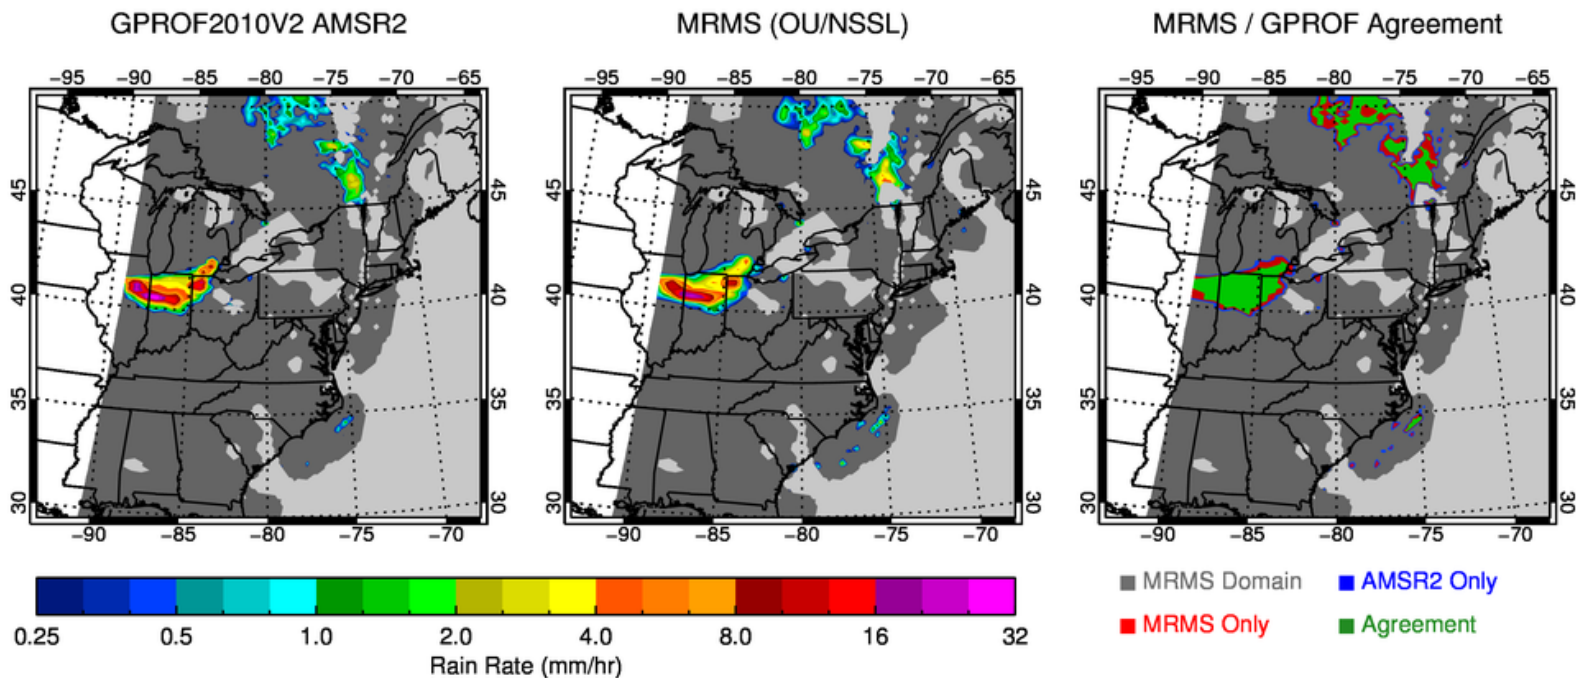 GPROF2010V2 AMSR2 MRMS (OU/NSSL) MRMS / GPROF Agreement
−95 −90 −85 −80 −75 −70 −65 −95 −90 −85 −80 −75 −70 −65 −95 −90 −85 −80 −75 −70 −65
45 45 45 45 45 45
40 40 40 40 40 40
35 35 35 35 35 35
30 30 30 30 30 30
−90 −85 −80 −75 −70 −90 −85 −80 −75 −70 −90 −85 −80 −75 −70
MRMS Domain AMSR2 Only
MRMS Only Agreement
0.25 0.5 1.0 2.0 4.0 8.0 16 32
Rain Rate (mm/hr)